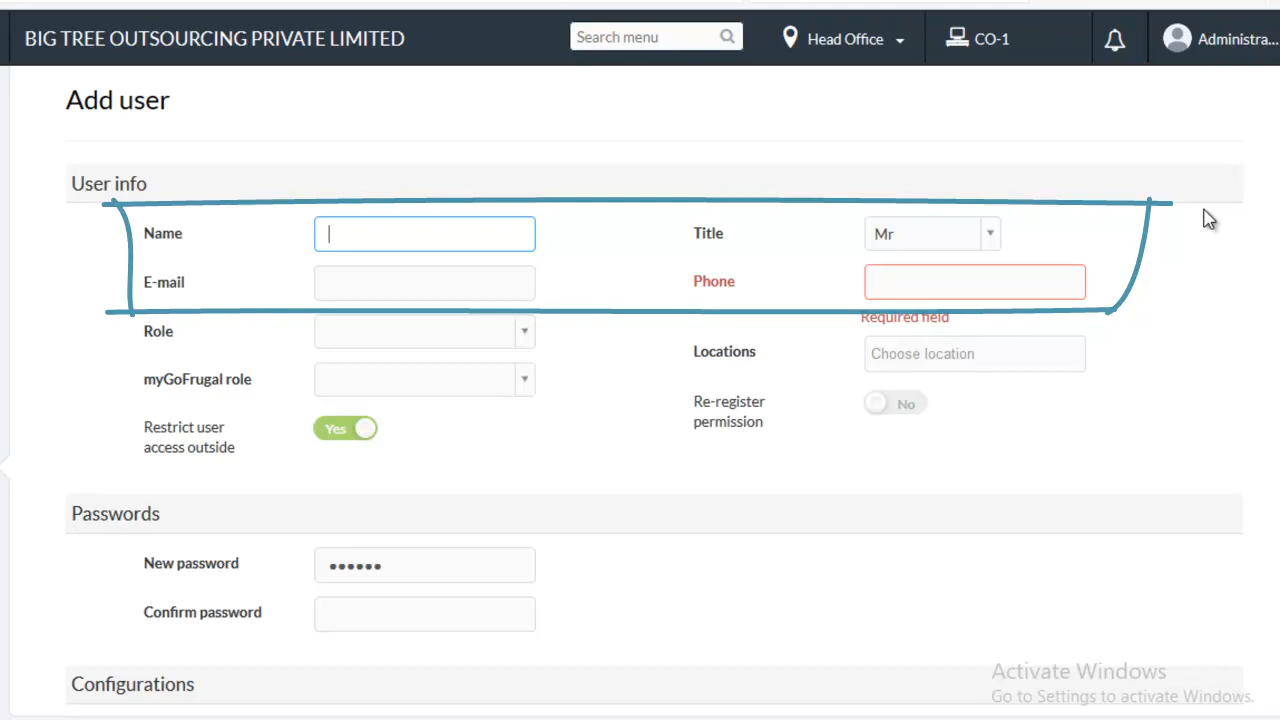 BIG TREE OUTSOURCING PRIVATE LIMITED
Search menu
Head Office
CO-1
Administra...
Add user
User info
Name
Title
Mr
E-mail
Phone
Required field
Role
Locations
Choose location
myGoFrugal role
Re-register
permission
No
Restrict user
access outside
Yes
Passwords
New password
••••••
Confirm password
Configurations
Activate Windows
Go to Settings to activate Windows.